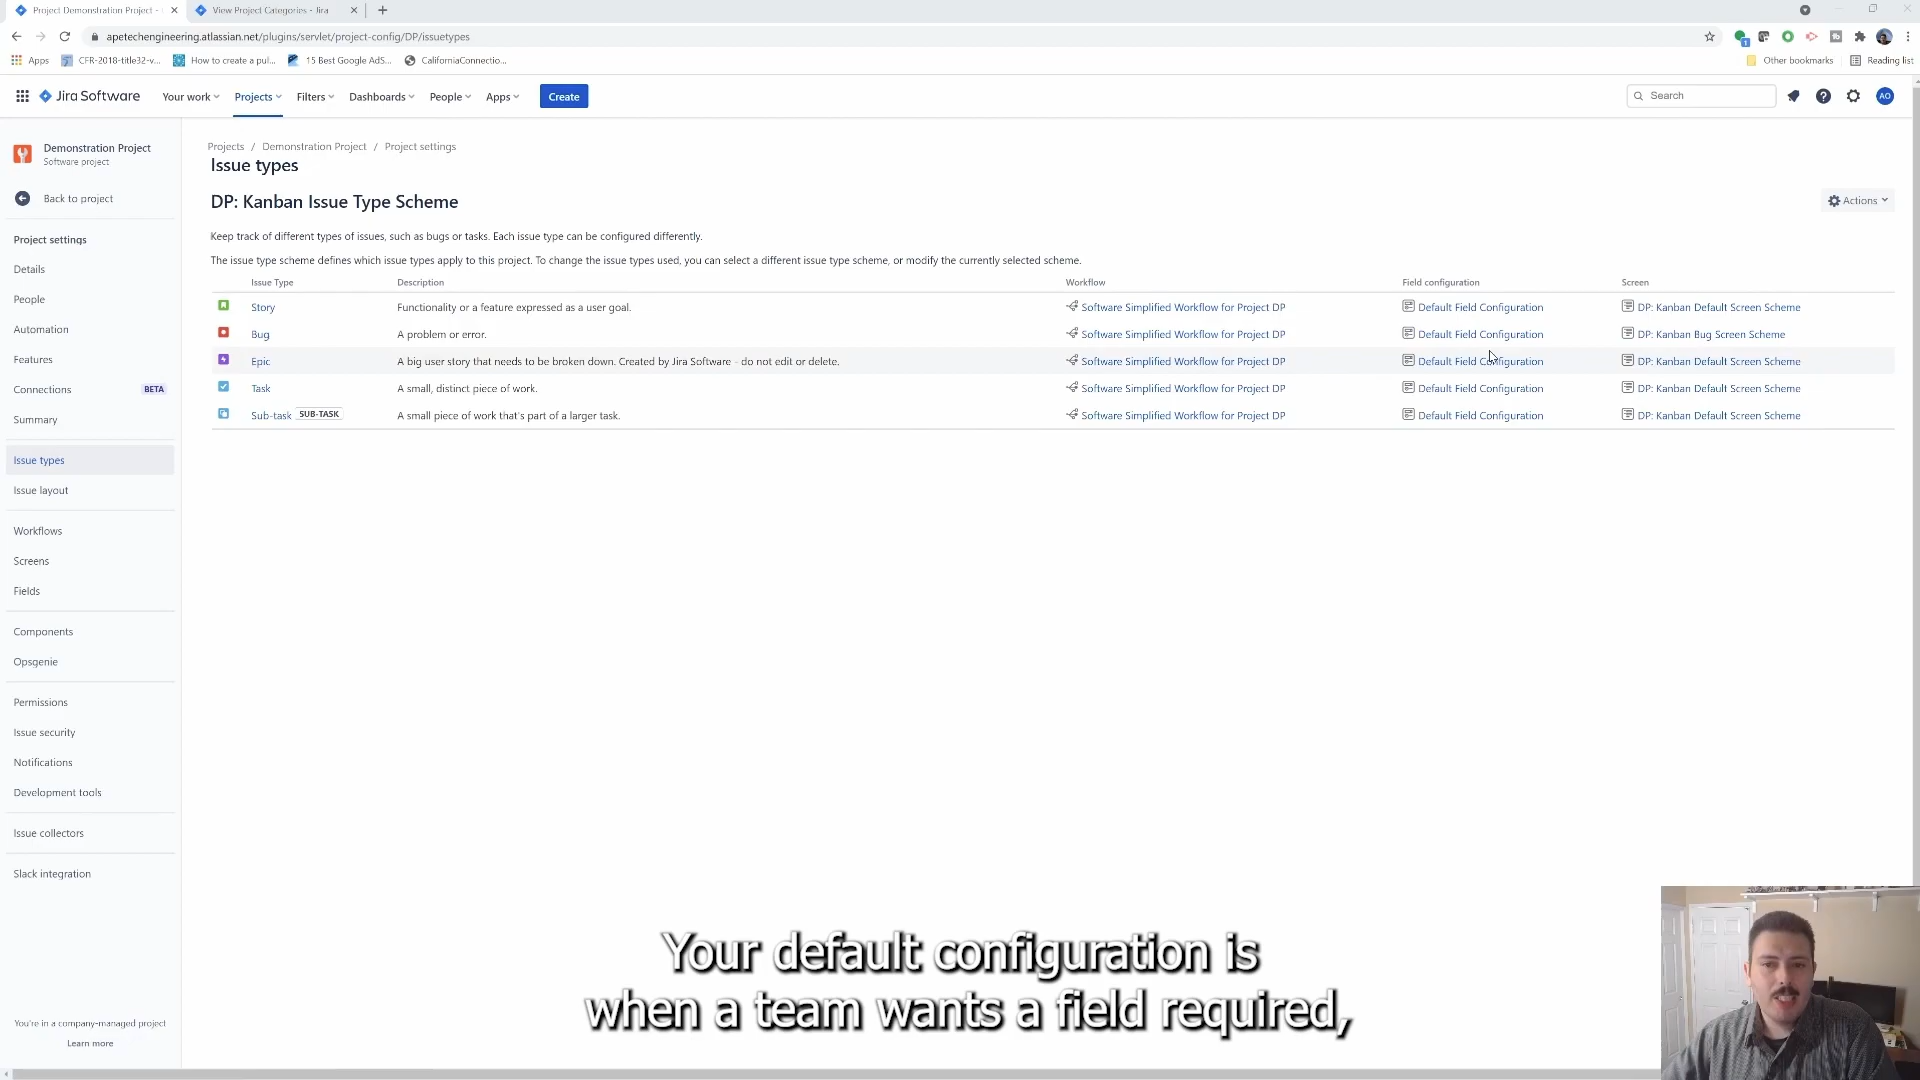 Project Demonstration Project -
View Project Categories - Jira
apetechengineering.atlassian.net/plugins/servlet/project-config/DP/issuetypes
Apps
CFR-2018-title32-v...
How to create a pul...
15 Best Google AdS...
CaliforniaConnectio...
Other bookmarks
Reading list
Jira Software
Your work
Projects
Filters
Dashboards
People
Apps
Create
Search
AO
Demonstration Project
Software project
Back to project
Project settings
Details
People
Automation
Features
Connections BETA
Summary
Issue types
Issue layout
Workflows
Screens
Fields
Components
Opsgenie
Permissions
Issue security
Notifications
Development tools
Issue collectors
Slack integration
You're in a company-managed project
Learn more
Projects / Demonstration Project / Project settings
Issue types
DP: Kanban Issue Type Scheme
Actions
Keep track of different types of issues, such as bugs or tasks. Each issue type can be configured differently.
The issue type scheme defines which issue types apply to this project. To change the issue types used, you can select a different issue type scheme, or modify the currently selected scheme.
Issue Type Description Workflow Field configuration Screen
Story Functionality or a feature expressed as a user goal. Software Simplified Workflow for Project DP Default Field Configuration DP: Kanban Default Screen Scheme
Bug A problem or error. Software Simplified Workflow for Project DP Default Field Configuration DP: Kanban Bug Screen Scheme
Epic A big user story that needs to be broken down. Created by Jira Software - do not edit or delete. Software Simplified Workflow for Project DP Default Field Configuration DP: Kanban Default Screen Scheme
Task A small, distinct piece of work. Software Simplified Workflow for Project DP Default Field Configuration DP: Kanban Default Screen Scheme
Sub-task SUB-TASK A small piece of work that's part of a larger task. Software Simplified Workflow for Project DP Default Field Configuration DP: Kanban Default Screen Scheme
Your default configuration is
when a team wants a field required,